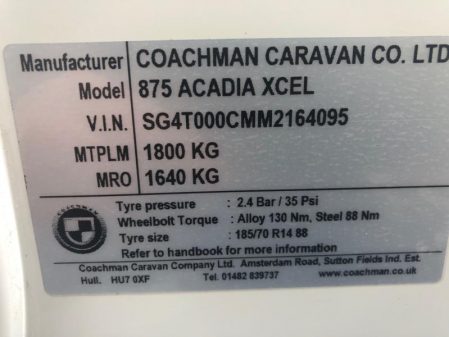 Manufacturer COACHMAN CARAVAN CO. LTD
Model 875 ACADIA XCEL
V.I.N. SG4T000CMM2164095
MTPLM 1800 KG
MRO 1640 KG
COACHMAN
Tyre pressure : 2.4 Bar / 35 Psi
Wheelbolt Torque : Alloy 130 Nm, Steel 88 Nm
Tyre size : 185/70 R14 88
Refer to handbook for more information
Coachman Caravan Company Ltd. Amsterdam Road, Sutton Fields Ind. Est.
Hull. HU7 0XF Tel. 01482 839737 www.coachman.co.uk